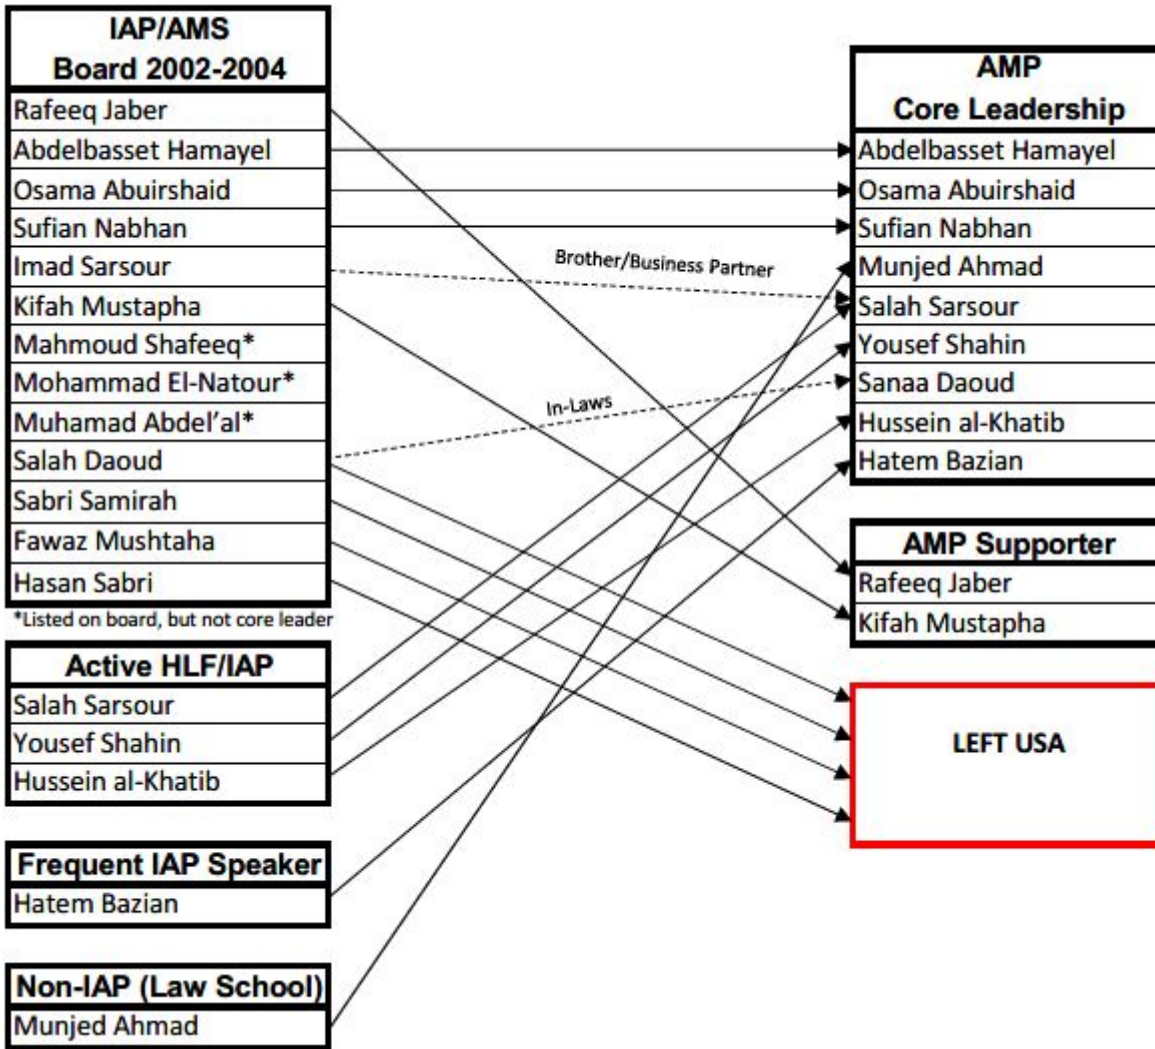 IAP/AMS
Board 2002-2004
Rafeeq Jaber
Abdelbasset Hamayel
Osama Abuirshaid
Sufian Nabhan
Imad Sarsour
Kifah Mustapha
Mahmoud Shafeeq*
Mohammad El-Natour*
Muhamad Abdel'al*
Salah Daoud
Sabri Samirah
Fawaz Mushtaha
Hasan Sabri
*Listed on board, but not core leader
Active HLF/IAP
Salah Sarsour
Yousef Shahin
Hussein al-Khatib
Frequent IAP Speaker
Hatem Bazian
Non-IAP (Law School)
Munjed Ahmad
Brother/Business Partner
In-Laws
AMP
Core Leadership
Abdelbasset Hamayel
Osama Abuirshaid
Sufian Nabhan
Munjed Ahmad
Salah Sarsour
Yousef Shahin
Sanaa Daoud
Hussein al-Khatib
Hatem Bazian
AMP Supporter
Rafeeq Jaber
Kifah Mustapha
LEFT USA